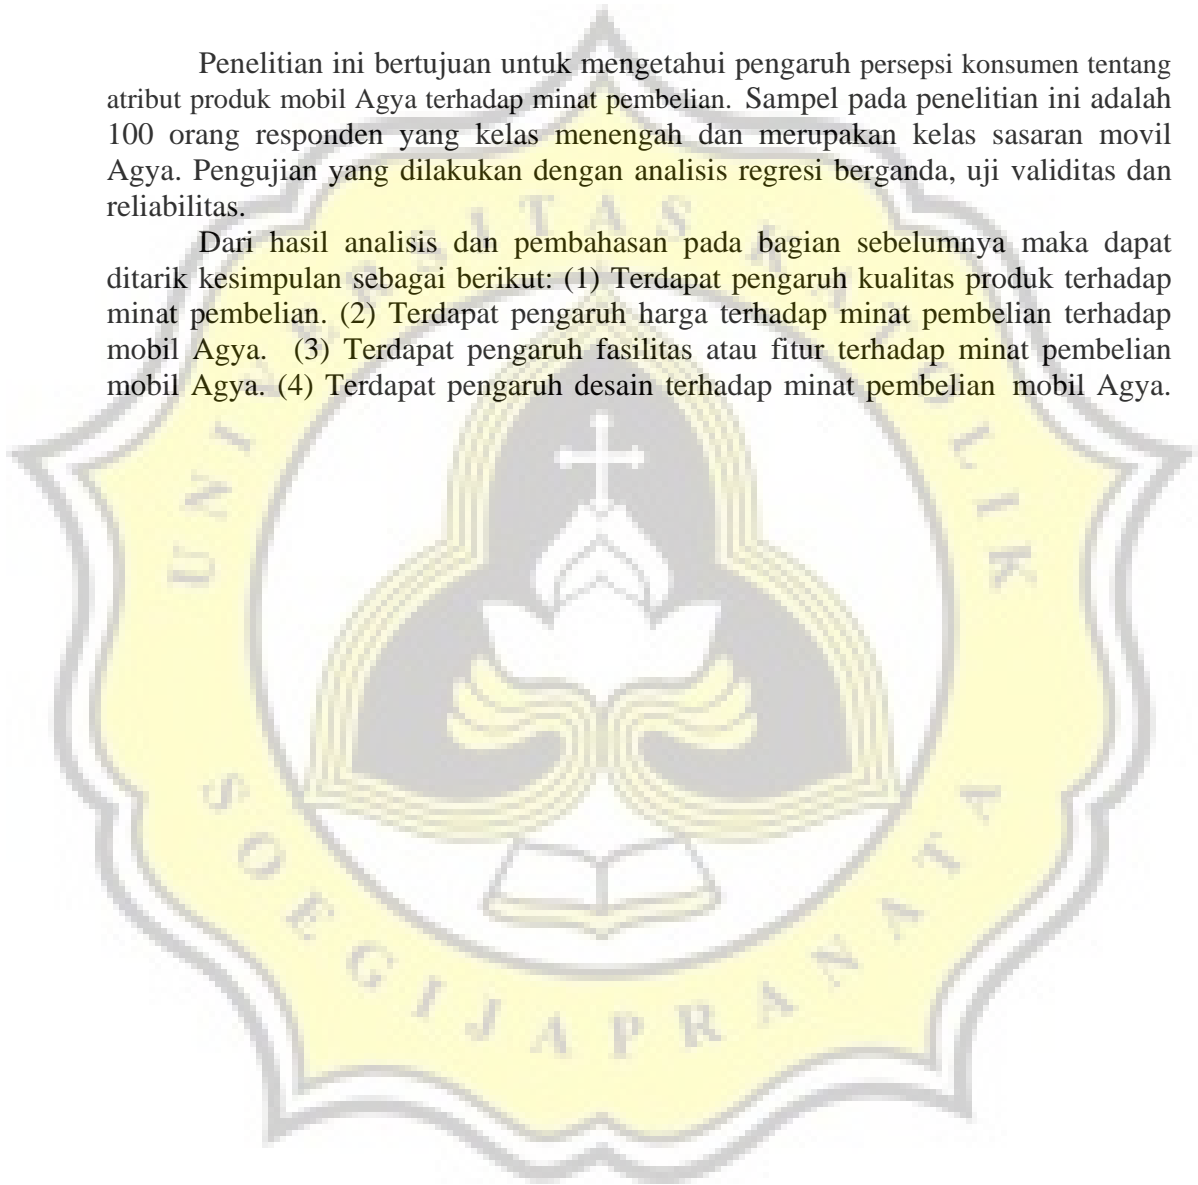 Penelitian ini bertujuan untuk mengetahui pengaruh persepsi konsumen tentang
atribut produk mobil Agya terhadap minat pembelian. Sampel pada penelitian ini adalah
100 orang responden yang kelas menengah dan merupakan kelas sasaran movil
Agya. Pengujian yang dilakukan dengan analisis regresi berganda, uji validitas dan
reliabilitas.
Dari hasil analisis dan pembahasan pada bagian sebelumnya maka dapat
ditarik kesimpulan sebagai berikut: (1) Terdapat pengaruh kualitas produk terhadap
minat pembelian. (2) Terdapat pengaruh harga terhadap minat pembelian terhadap
mobil Agya. (3) Terdapat pengaruh fasilitas atau fitur terhadap minat pembelian
mobil Agya. (4) Terdapat pengaruh desain terhadap minat pembelian mobil Agya.
UNIVERSITAS KATOLIK
SOEGIJAPRANATA